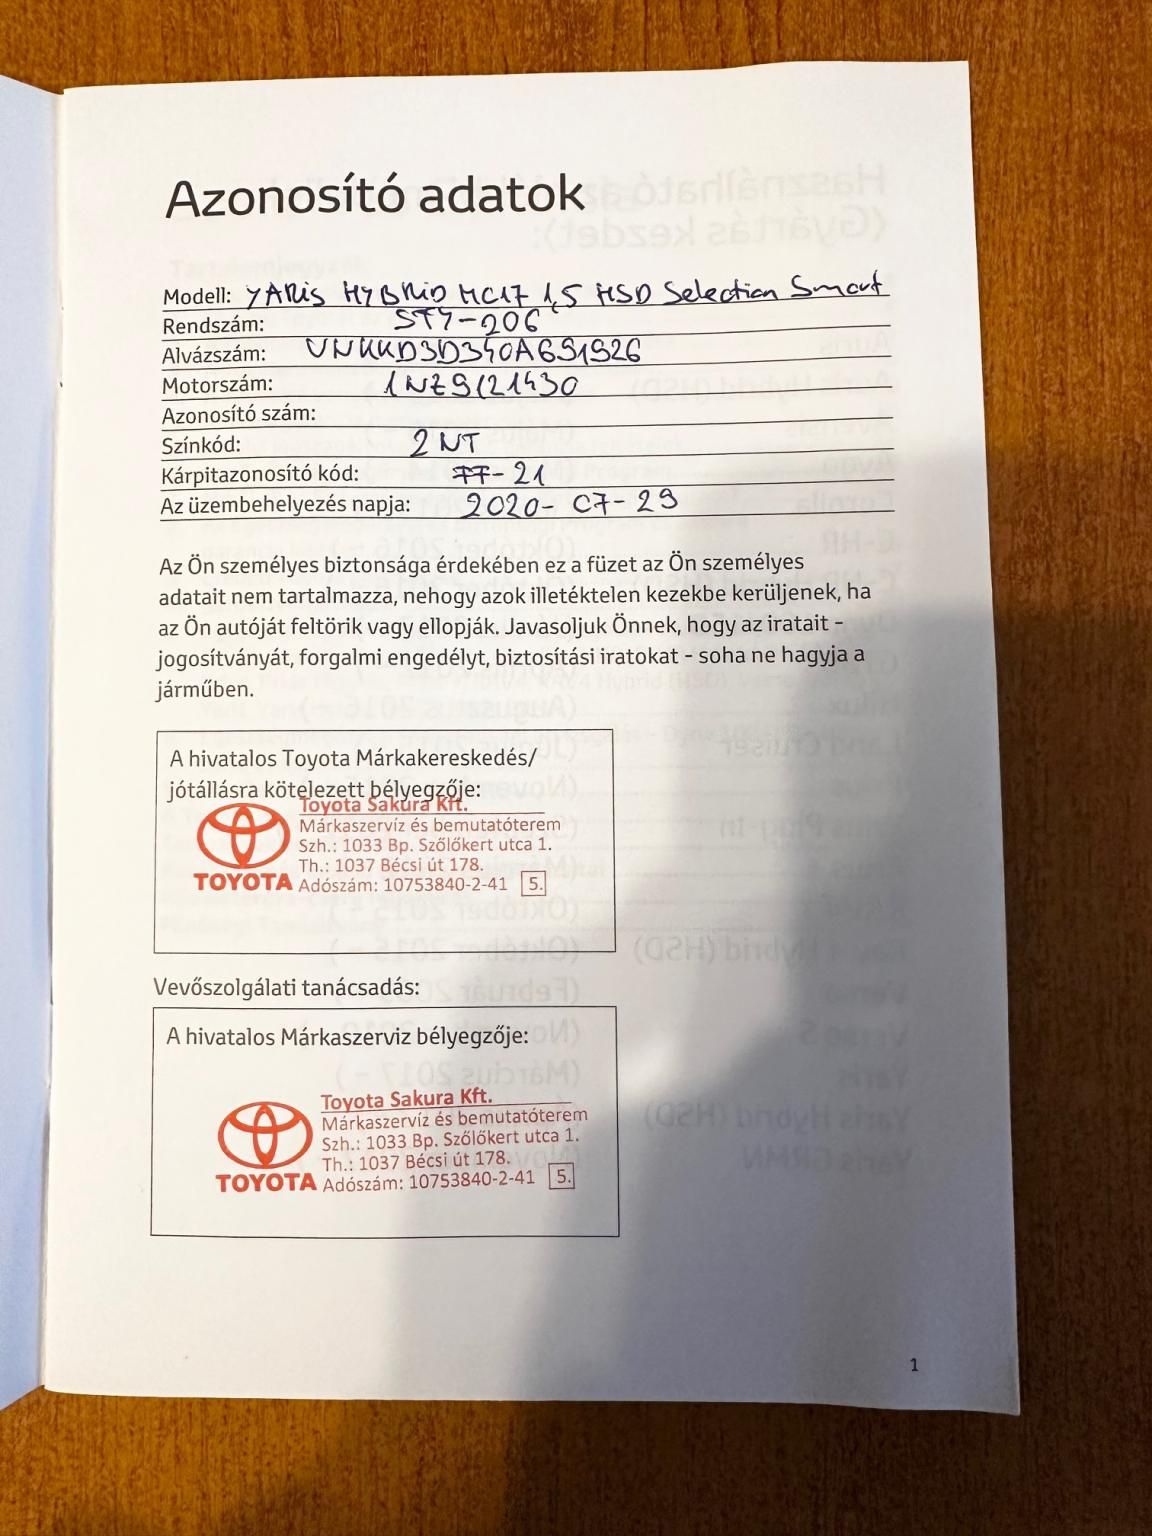 Azonosító adatok
Modell: YARIS HYBRID MC17 1,5 HSD Selection Smart
Rendszám: STY-206
Alvázszám: VNKKD3D340A691926
Motorszám: 1NZ9121430
Azonosító szám:
Színkód: 2NT
Kárpitazonosító kód: 77-21
Az üzembehelyezés napja: 2020-07-29
Az Ön személyes biztonsága érdekében ez a füzet az Ön személyes
adatait nem tartalmazza, nehogy azok illetéktelen kezekbe kerüljenek, ha
az Ön autóját feltörik vagy ellopják. Javasoljuk Önnek, hogy az iratait –
jogosítványát, forgalmi engedélyt, biztosítási iratokat - soha ne hagyja a
járműben.
A hivatalos Toyota Márkakereskedés/
jótállásra kötelezett bélyegzője:
Toyota Sakura Kft.
Márkaszervíz és bemutatóterem
Szh.: 1033 Bp. Szőlőkert utca 1.
Th.: 1037 Bécsi út 178.
TOYOTA Adószám: 10753840-2-41 5.
Vevőszolgálati tanácsadás:
A hivatalos Márkaszerviz bélyegzője:
Toyota Sakura Kft.
Márkaszervíz és bemutatóterem
Szh.: 1033 Bp. Szőlőkert utca 1.
Th.: 1037 Bécsi út 178.
TOYOTA Adószám: 10753840-2-41 5.
1